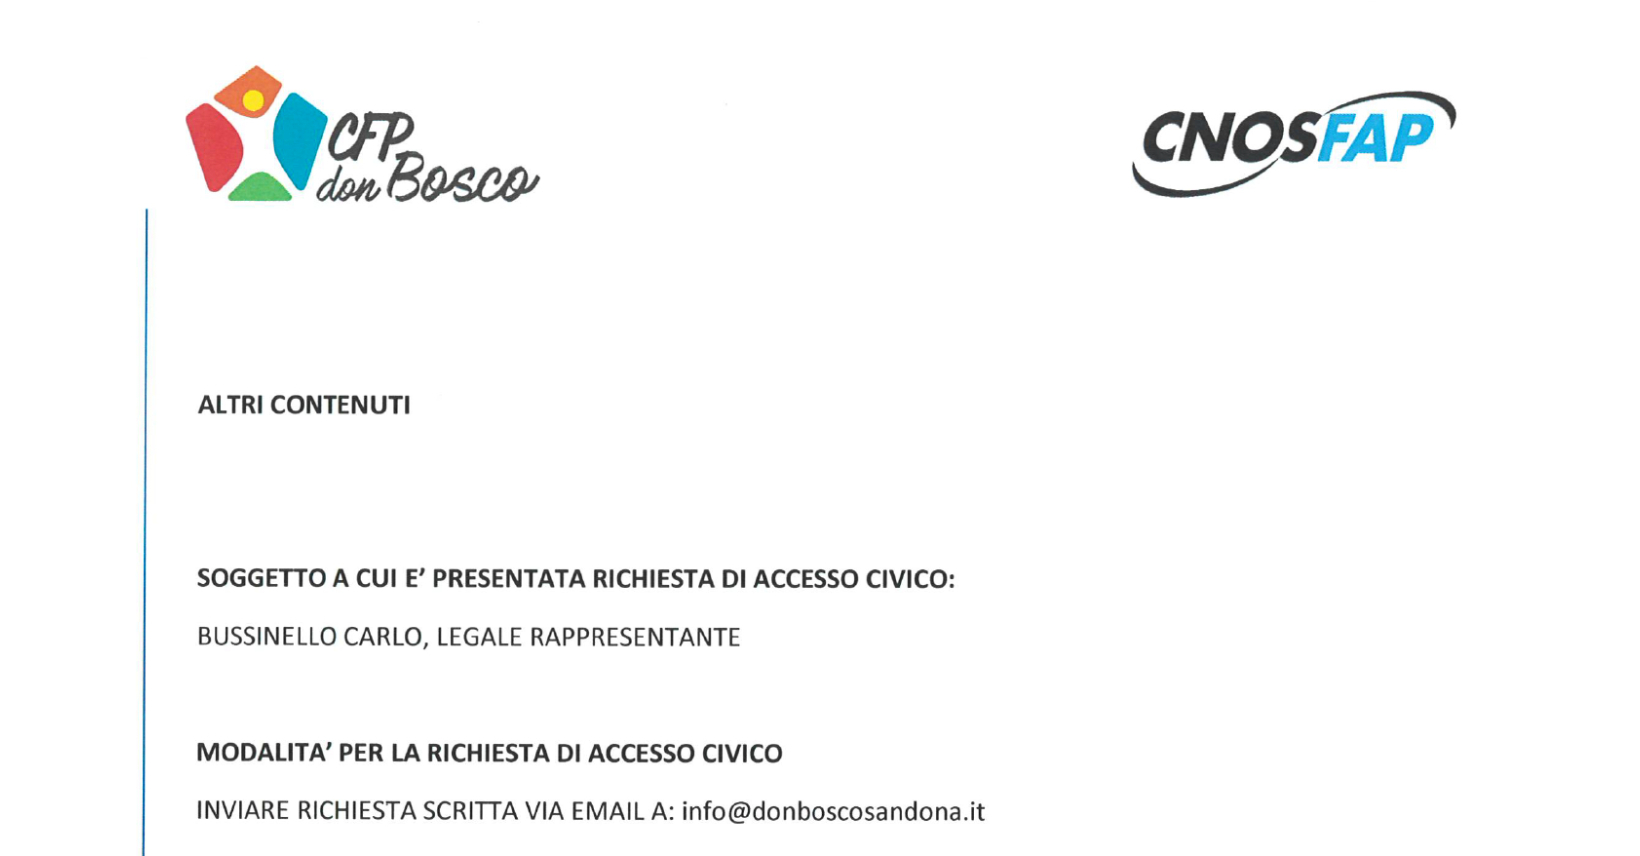 CFP
don Bosco
CNOSFAP
ALTRI CONTENUTI
SOGGETTO A CUI E’ PRESENTATA RICHIESTA DI ACCESSO CIVICO:
BUSSINELLO CARLO, LEGALE RAPPRESENTANTE
MODALITA’ PER LA RICHIESTA DI ACCESSO CIVICO
INVIARE RICHIESTA SCRITTA VIA EMAIL A: info@donboscosandona.it